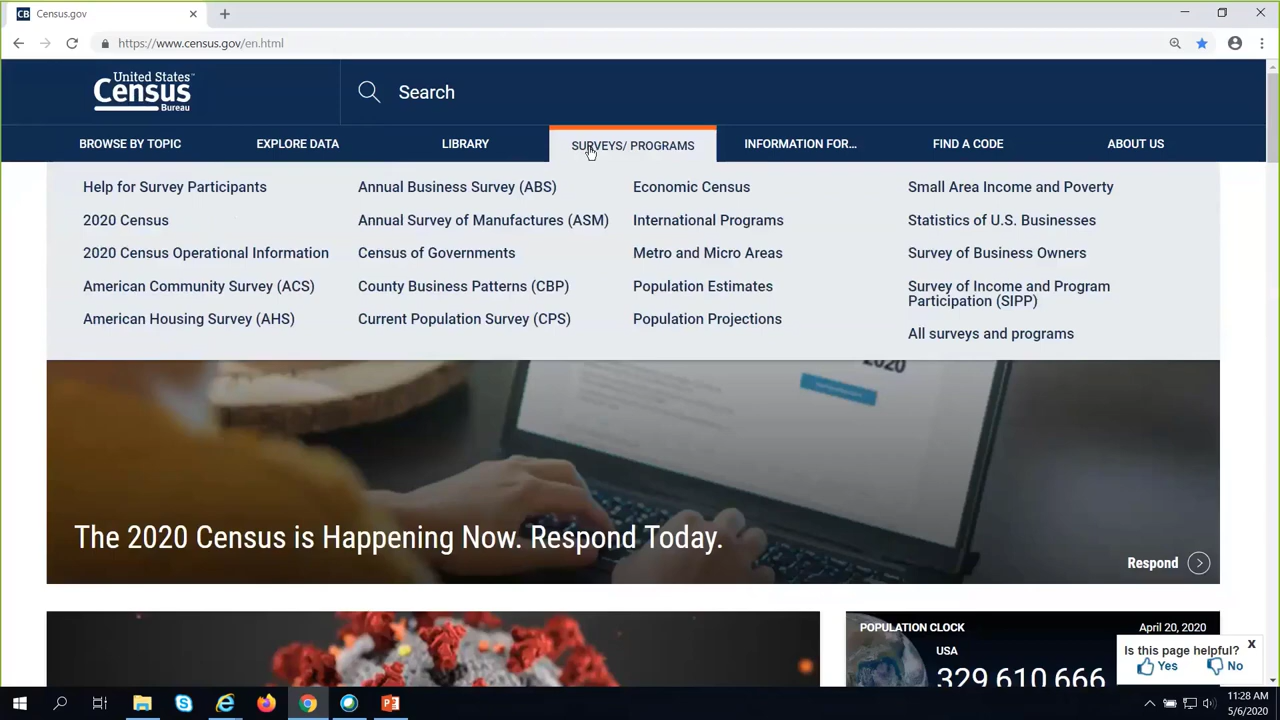 Census.gov
https://www.census.gov/en.html
United States™
Census
Bureau
Search
BROWSE BY TOPIC
EXPLORE DATA
LIBRARY
SURVEYS/ PROGRAMS
INFORMATION FOR...
FIND A CODE
ABOUT US
Help for Survey Participants
2020 Census
2020 Census Operational Information
American Community Survey (ACS)
American Housing Survey (AHS)
Annual Business Survey (ABS)
Annual Survey of Manufactures (ASM)
Census of Governments
County Business Patterns (CBP)
Current Population Survey (CPS)
Economic Census
International Programs
Metro and Micro Areas
Population Estimates
Population Projections
Small Area Income and Poverty
Statistics of U.S. Businesses
Survey of Business Owners
Survey of Income and Program
Participation (SIPP)
All surveys and programs
2020
The 2020 Census is Happening Now. Respond Today.
Respond
POPULATION CLOCK
April 20, 2020
USA
329,610,666
Is this page helpful?
X
Yes
No
11:28 AM
5/6/2020